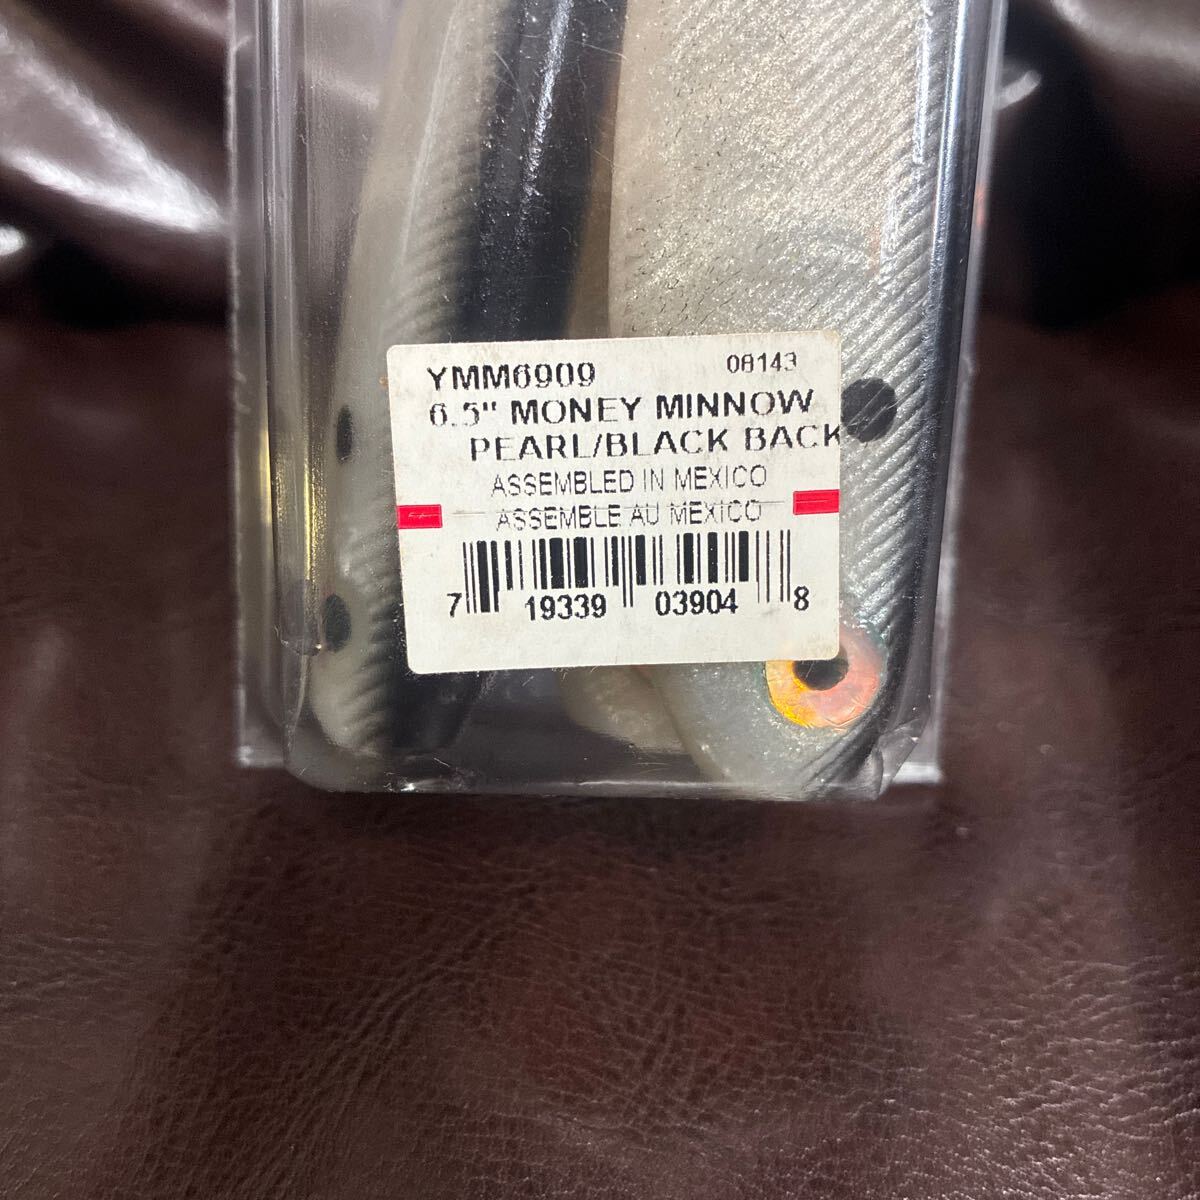 YMM6909 08143
6.5" MONEY MINNOW
PEARL/BLACK BACK
ASSEMBLED IN MEXICO
ASSEMBLE AU MEXICO
7 19339 03904 8